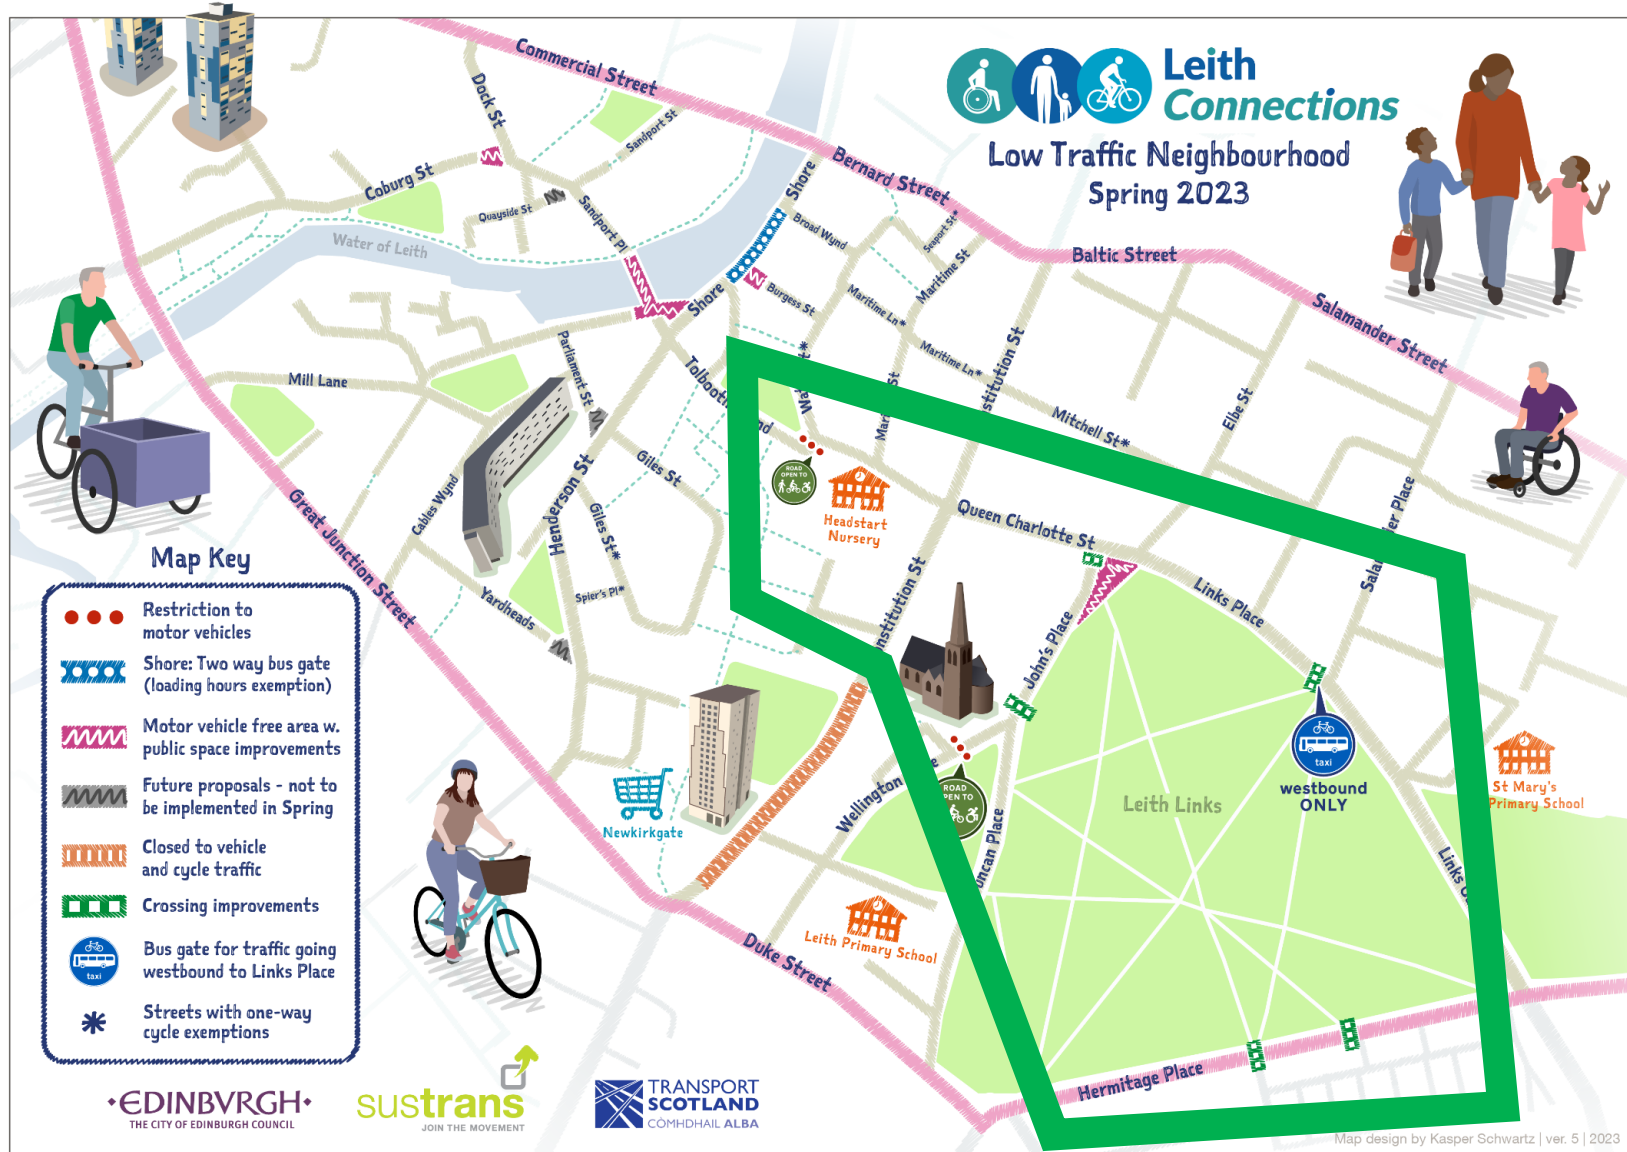 Leith
Connections
Low Traffic Neighbourhood
Spring 2023
Commercial Street
Dock St
Sandport St
Coburg St
Quayside St
Sandport Pl
Water of Leith
Shore
Bernard Street
Broad Wynd
Seaport St*
Maritime St
Baltic Street
Salamander Street
Burgess St
Shore
Maritime Ln*
Maritime Ln*
Mill Lane
Parliament St
Mitchell St*
Elbe St
Giles St
Cables Wynd
Henderson St
Giles St*
Great Junction Street
ROAD
OPEN TO
Headstart
Nursery
Queen Charlotte St
Links Place
Yardheads
Spier's Pl*
John's Place
Map Key
Restriction to
motor vehicles
Shore: Two way bus gate
(loading hours exemption)
Motor vehicle free area w.
public space improvements
Future proposals - not to
be implemented in Spring
Closed to vehicle
and cycle traffic
Crossing improvements
Bus gate for traffic going
westbound to Links Place
taxi
Streets with one-way
cycle exemptions
taxi
westbound
ONLY
St Mary's
Primary School
Newkirkgate
Wellington
ROAD
Leith Links
Leith Primary School
Duke Street
Hermitage Place
•EDINBVRGH•
THE CITY OF EDINBURGH COUNCIL
sustrans
JOIN THE MOVEMENT
TRANSPORT
SCOTLAND
CÒMHDHAIL ALBA
Map design by Kasper Schwartz | ver. 5 | 2023